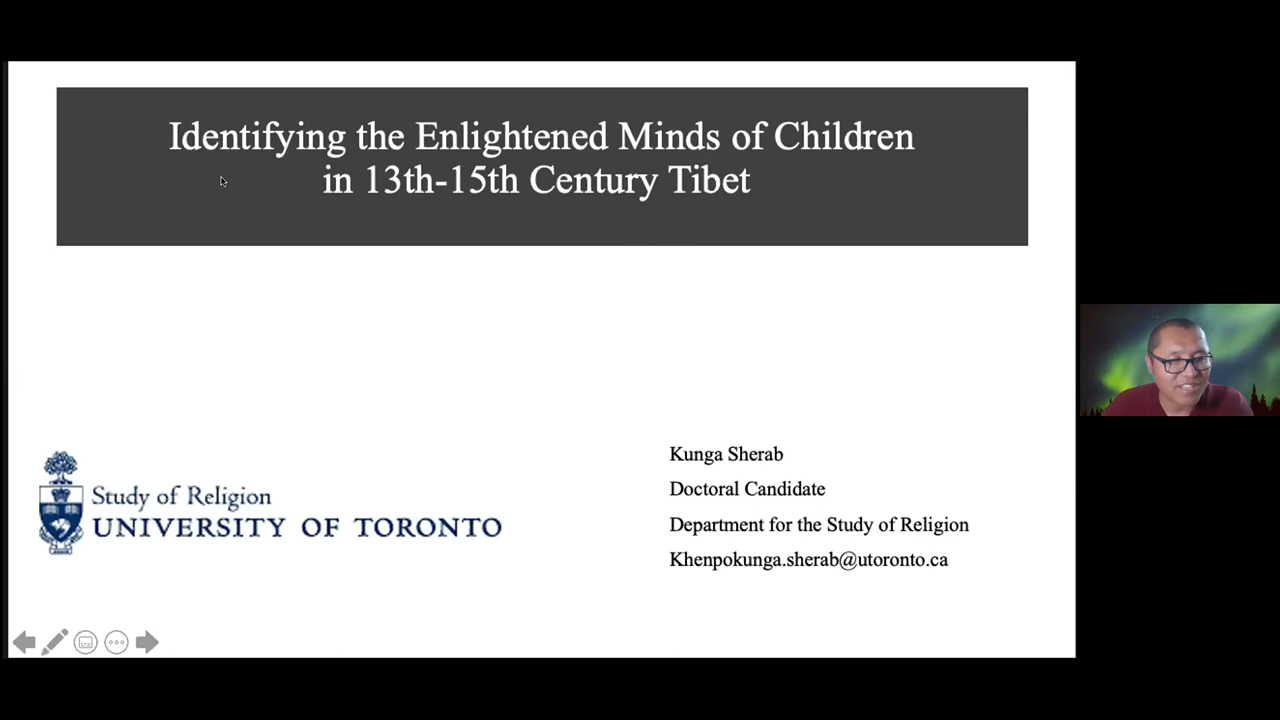 Identifying the Enlightened Minds of Children
in 13th-15th Century Tibet
Study of Religion
UNIVERSITY OF TORONTO
Kunga Sherab
Doctoral Candidate
Department for the Study of Religion
Khenpokunga.sherab@utoronto.ca